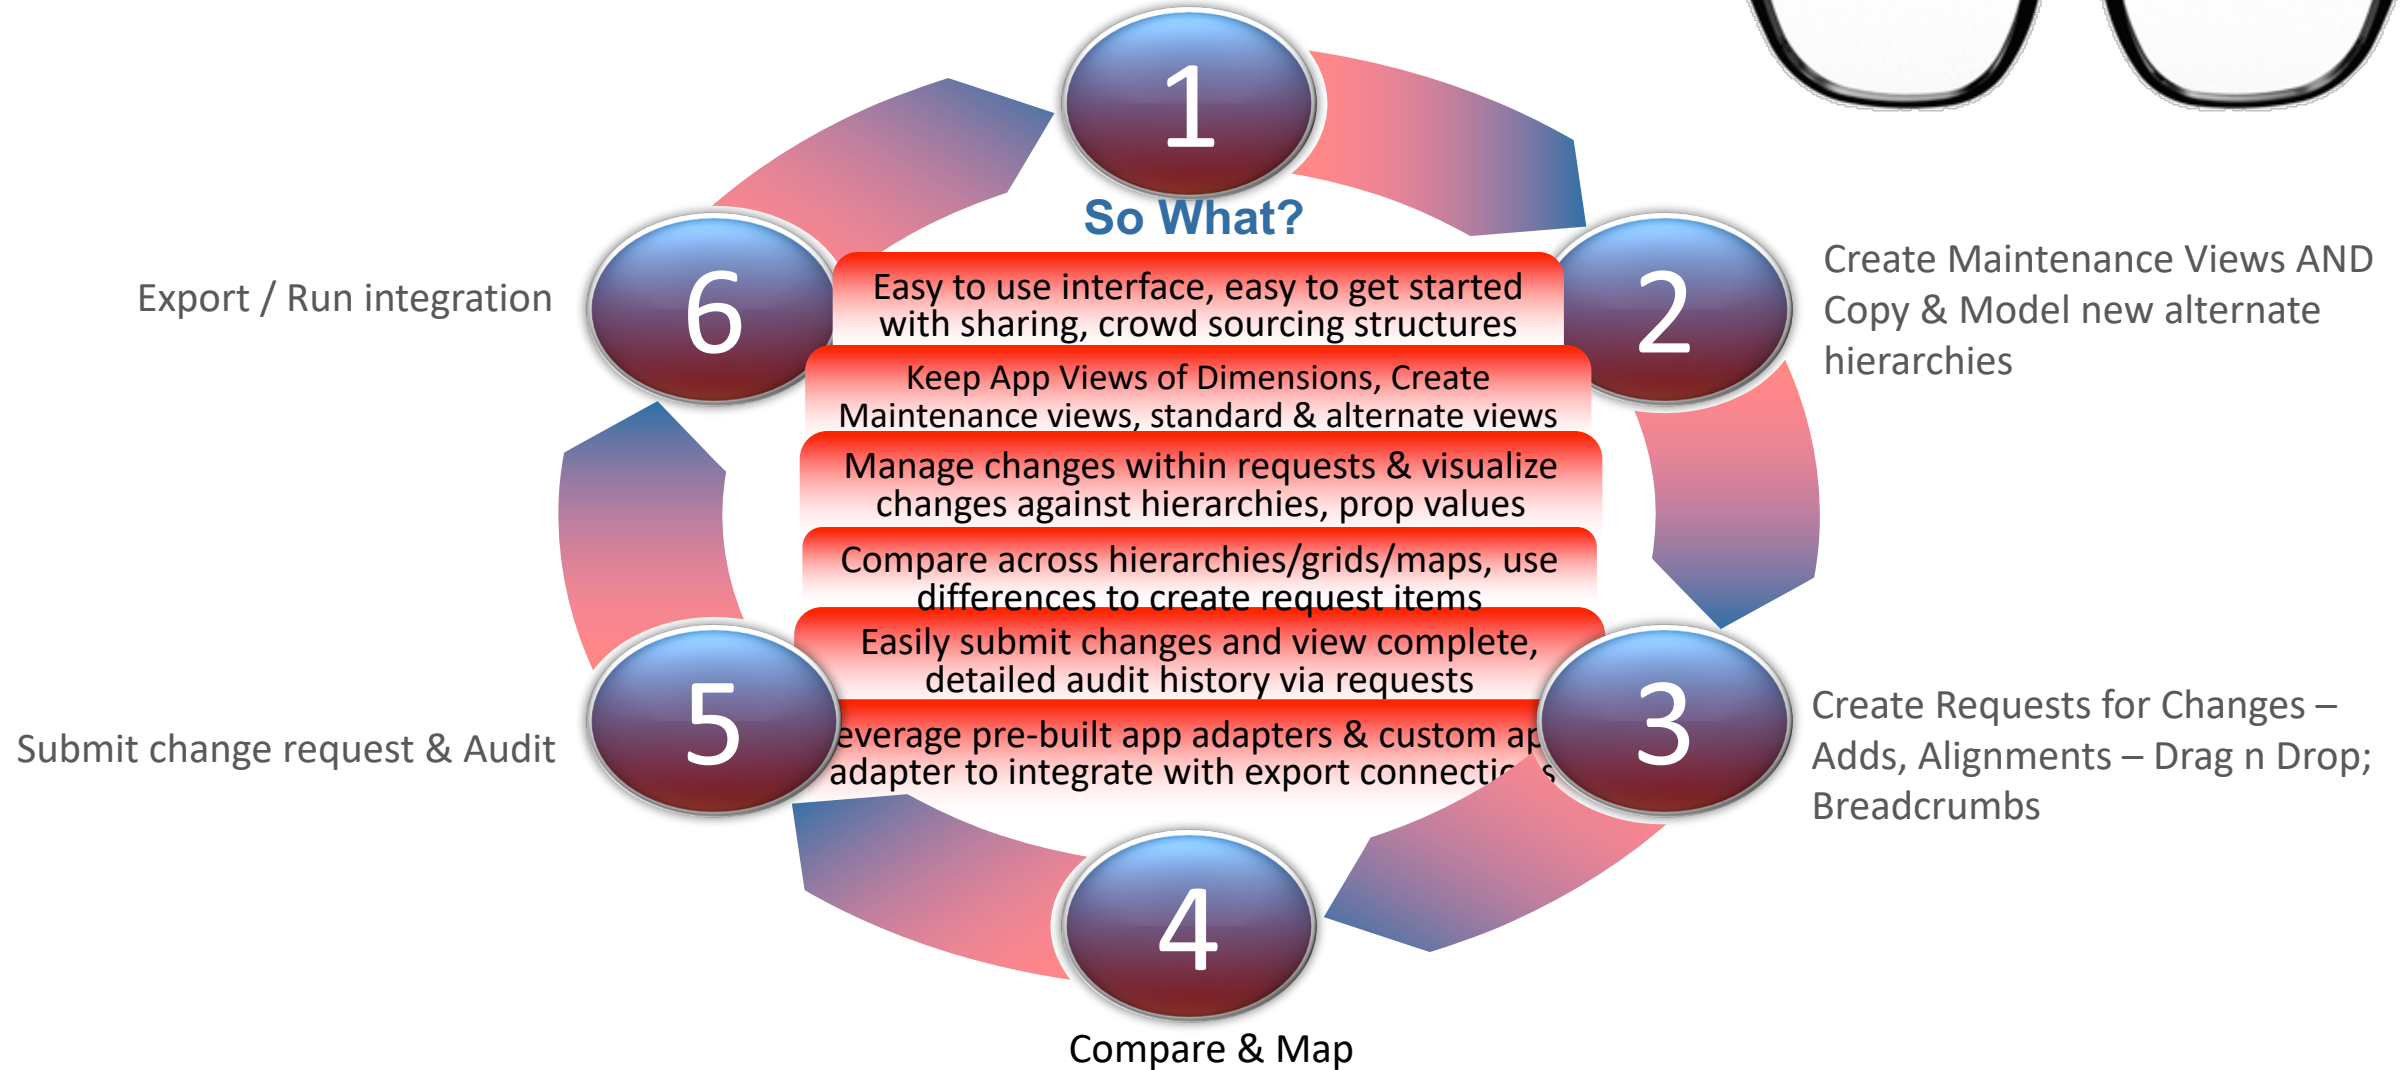 1
So What?
Easy to use interface, easy to get started
with sharing, crowd sourcing structures
Keep App Views of Dimensions, Create
Maintenance views, standard & alternate views
Manage changes within requests & visualize
changes against hierarchies, prop values
Compare across hierarchies/grids/maps, use
differences to create request items
Easily submit changes and view complete,
detailed audit history via requests
everage pre-built app adapters & custom ap
adapter to integrate with export
2
Create Maintenance Views AND
Copy & Model new alternate
hierarchies
3
Create Requests for Changes –
Adds, Alignments – Drag n Drop;
Breadcrumbs
4
Compare & Map
5
Submit change request & Audit
6
Export / Run integration